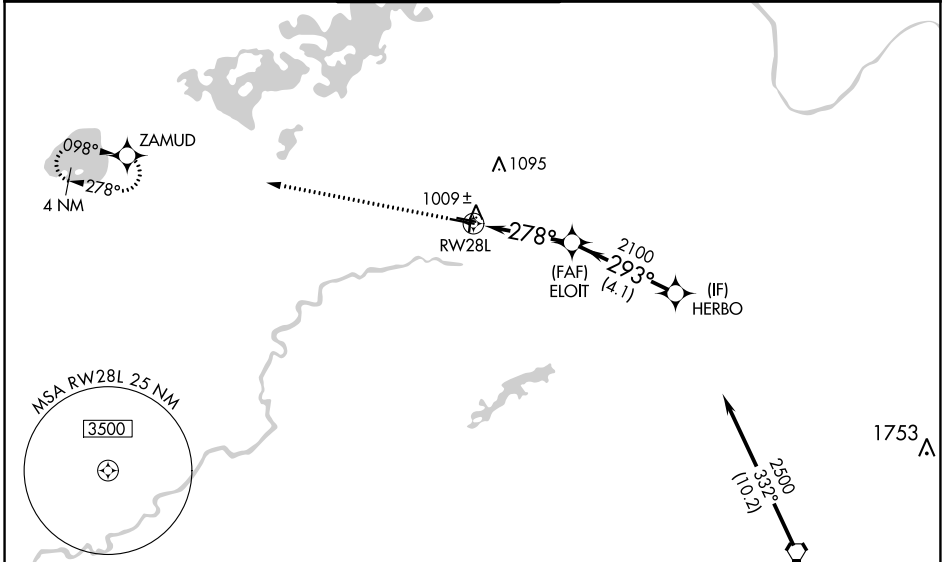 ZAMUD
098°
278°
4 NM
1095
1009 ±
RW28L
278°
(FAF)
ELOIT
2100
293°
(4.1)
(IF)
HERBO
MSA RW28L 25 NM
3500
1753
2500
332°
(10.2)